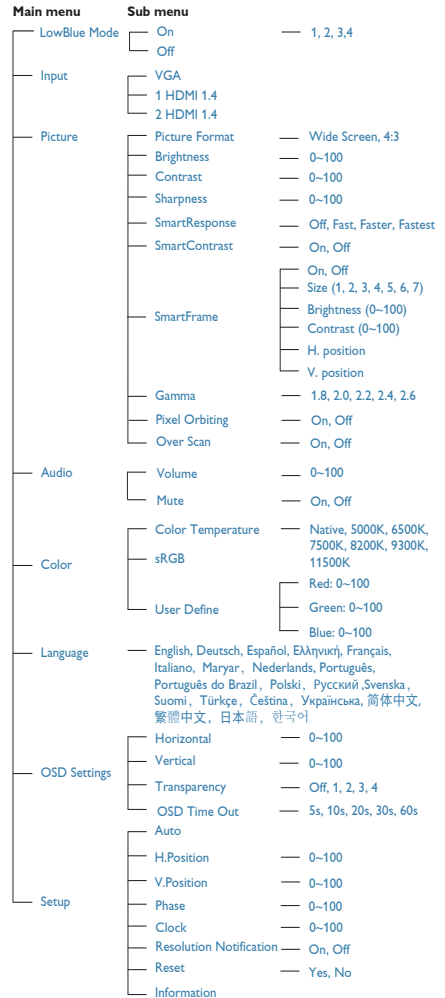 Main menu Sub menu
LowBlue Mode On 1, 2, 3,4
Off
Input VGA
1 HDMI 1.4
2 HDMI 1.4
Picture Picture Format Wide Screen, 4:3
Brightness 0~100
Contrast 0~100
Sharpness 0~100
SmartResponse Off, Fast, Faster, Fastest
SmartContrast On, Off
On, Off
Size (1, 2, 3, 4, 5, 6, 7)
SmartFrame Brightness (0~100)
Contrast (0~100)
H. position
V. position
Gamma 1.8, 2.0, 2.2, 2.4, 2.6
Pixel Orbiting On, Off
Over Scan On, Off
Audio Volume 0~100
Mute On, Off
Color Temperature Native, 5000K, 6500K,
7500K, 8200K, 9300K,
11500K
Color sRGB
Red: 0~100
User Define Green: 0~100
Blue: 0~100
Language English, Deutsch, Español, Ελληνική, Français,
Italiano, Maryar, Nederlands, Português,
Português do Brazil, Polski, Русский ,Svenska,
Suomi, Türkçe, Čeština, Українська, 简体中文,
繁體中文, 日本語, 한국어
Horizontal 0~100
Vertical 0~100
OSD Settings Transparency Off, 1, 2, 3, 4
OSD Time Out 5s, 10s, 20s, 30s, 60s
Auto
H.Position 0~100
V.Position 0~100
Setup Phase 0~100
Clock 0~100
Resolution Notification On, Off
Reset Yes, No
Information